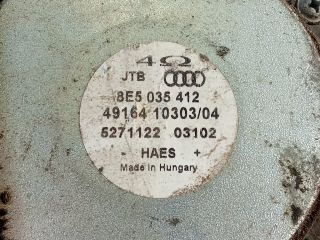 4Ω
JTB
8E5 035 412
49164 10303/04
5271122 03102
- HAES +
Made in Hungary